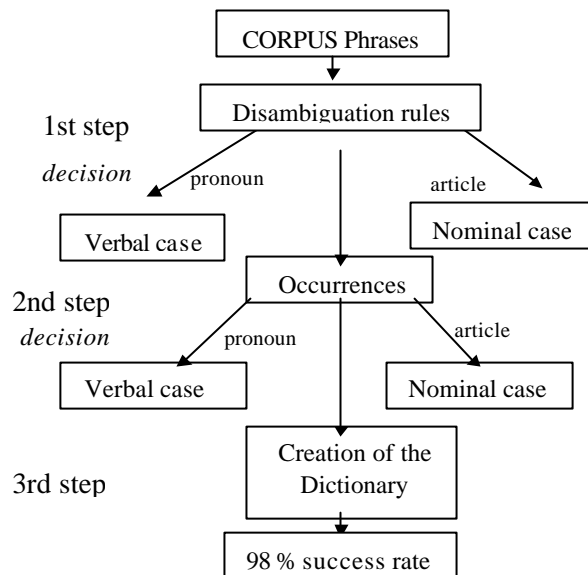 CORPUS Phrases
Disambiguation rules
1st step
decision
pronoun
article
Verbal case
Nominal case
Occurrences
2nd step
decision
pronoun
article
Verbal case
Nominal case
Creation of the
Dictionary
3rd step
98 % success rate